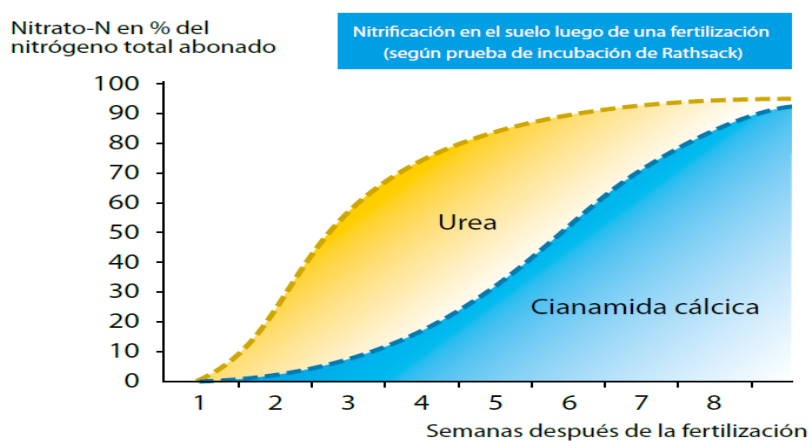 Nitrato-N en % del
nitrógeno total abonado
Nitrificación en el suelo luego de una fertilización
(según prueba de incubación de Rathsack)
100
90
80
70
60
50
40
30
20
10
0
Urea
Cianamida cálcica
1 2 3 4 5 6 7 8
Semanas después de la fertilización